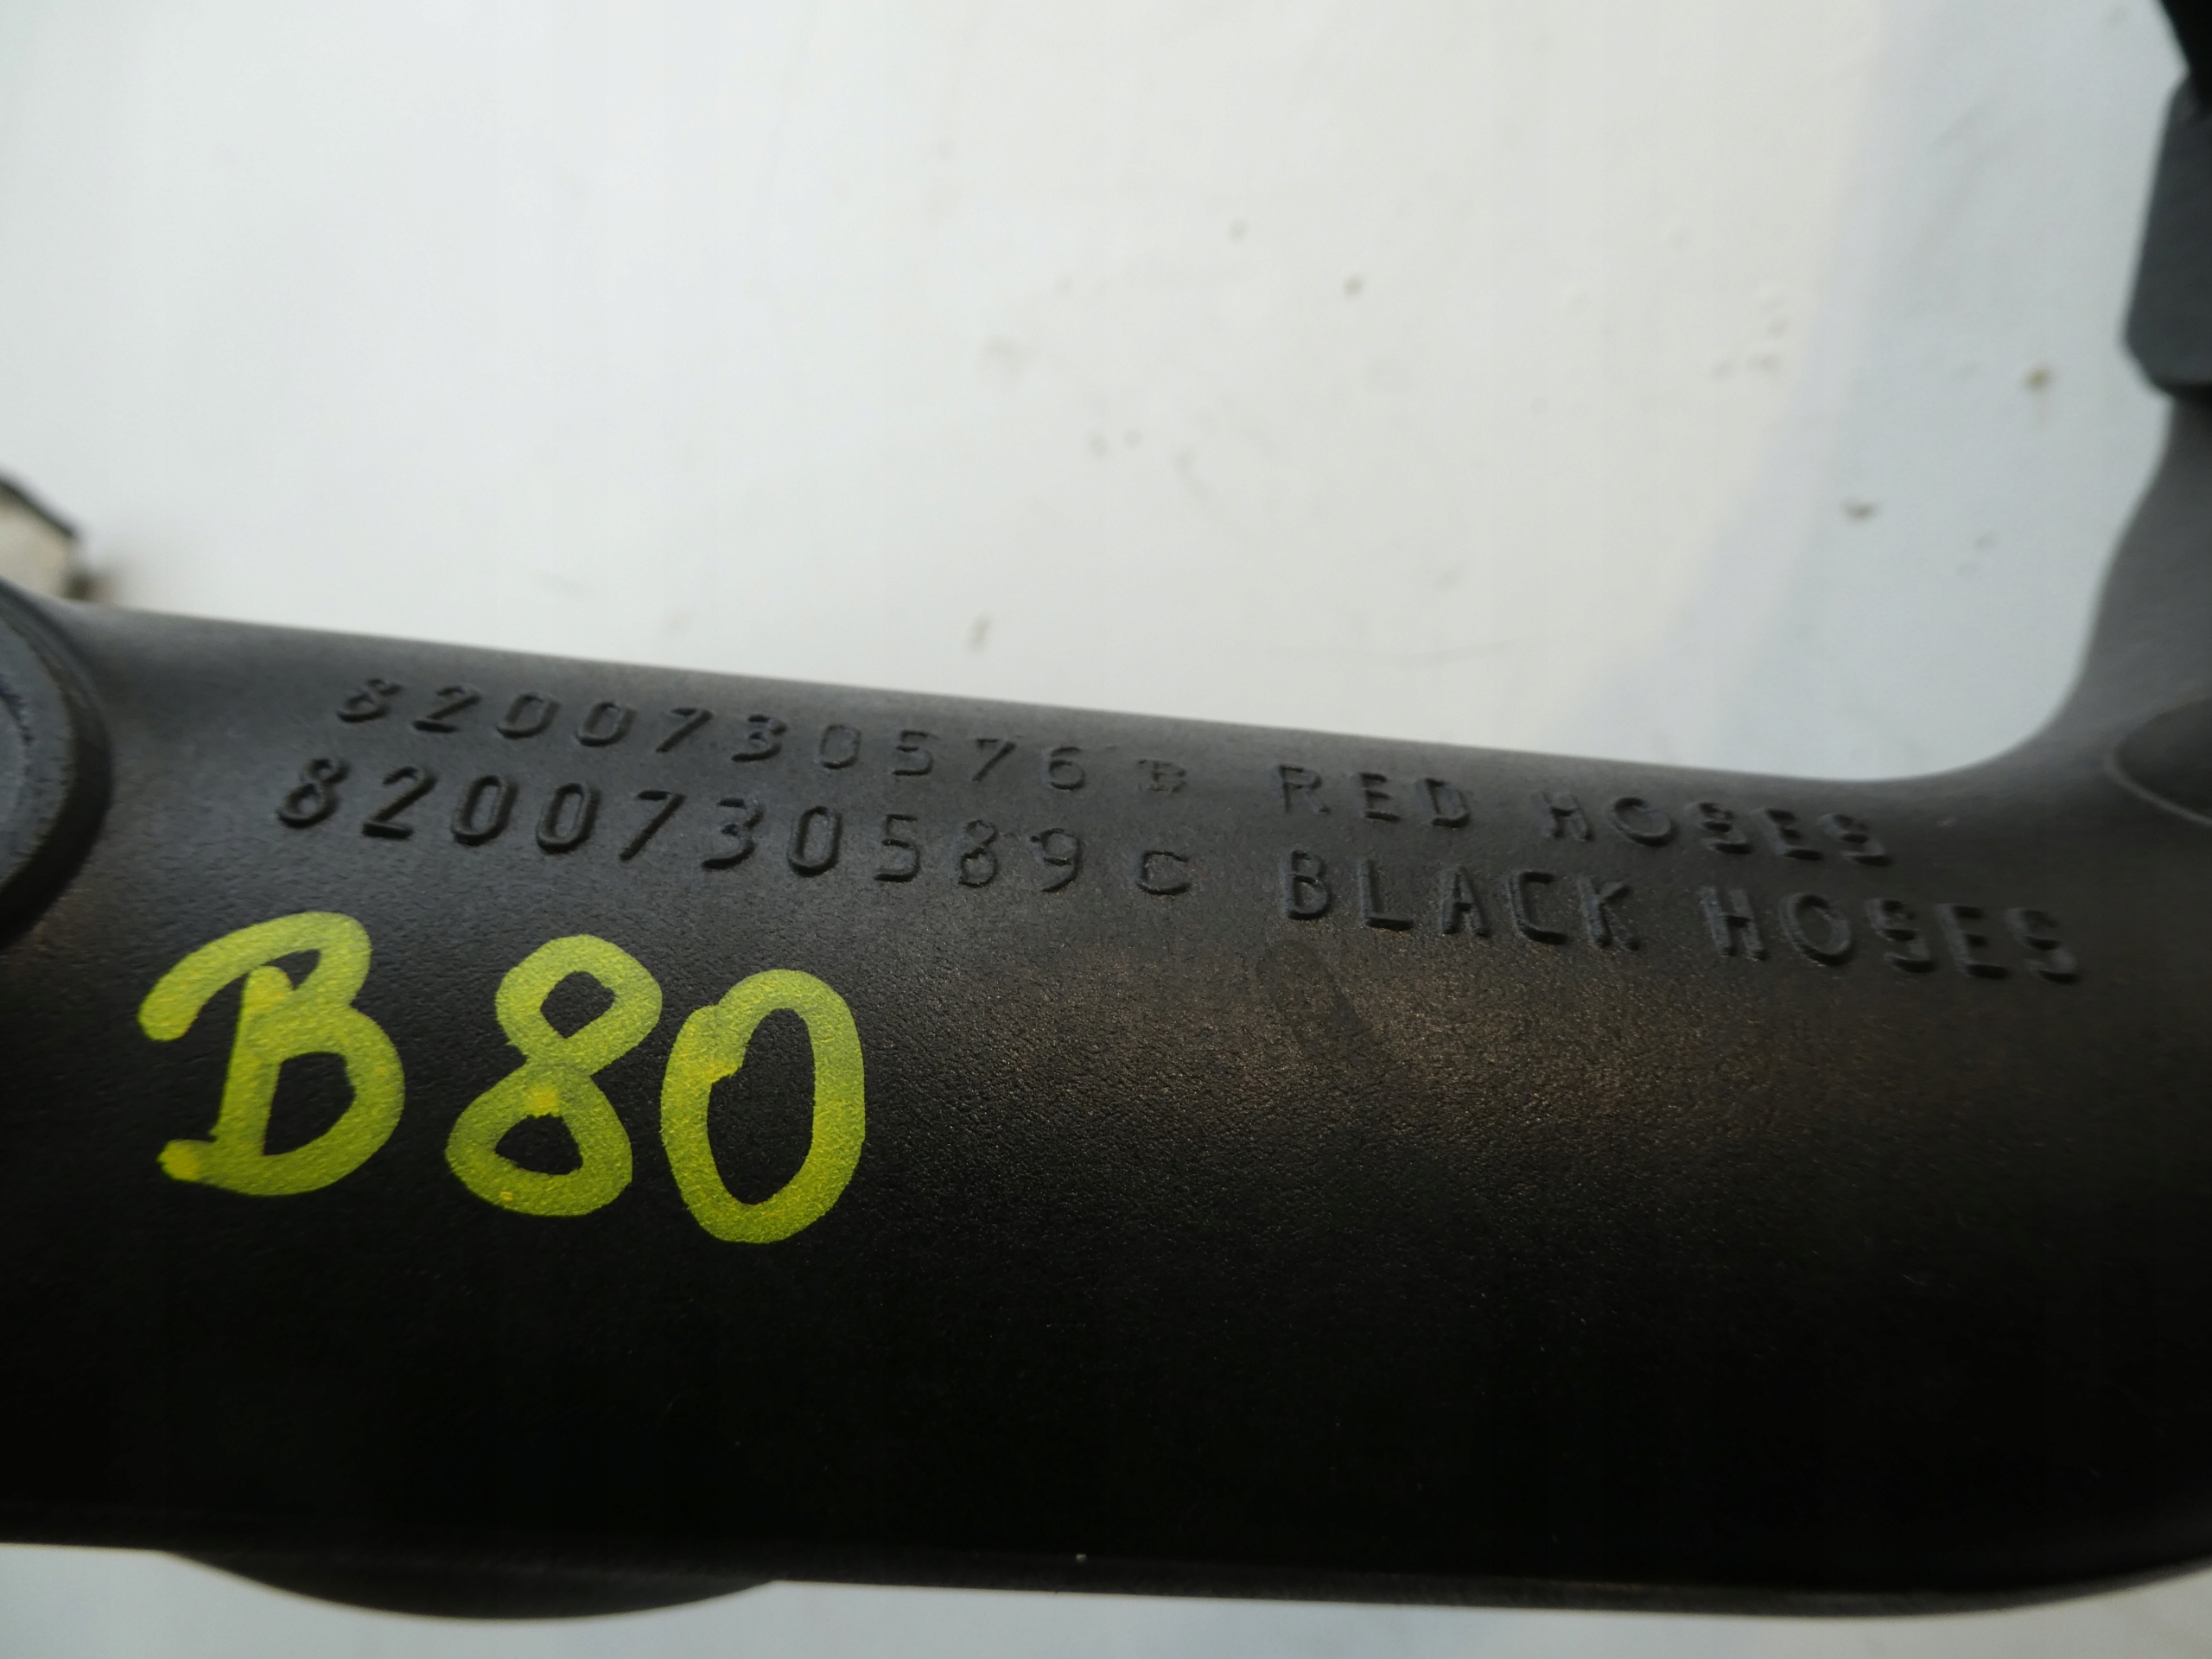 8200730576 B RED HOSES
8200730589 C BLACK HOSES
B80